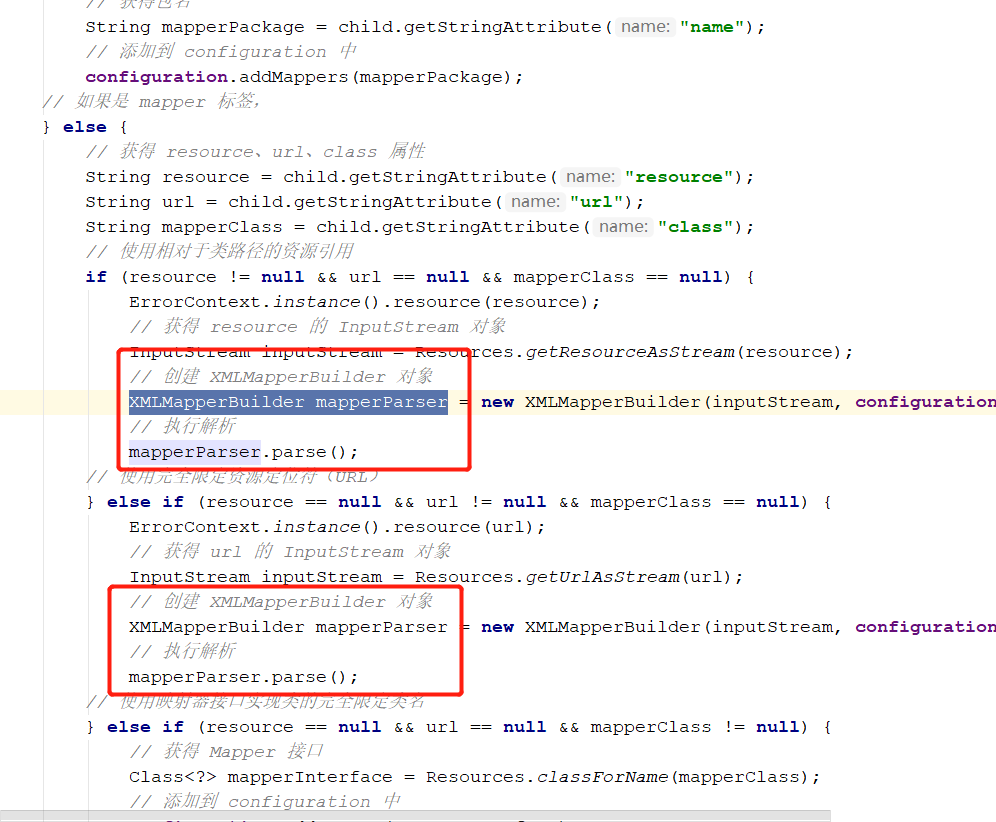 // 获得包名
String mapperPackage = child.getStringAttribute( name: "name");
// 添加到 configuration 中
configuration.addMappers(mapperPackage);
// 如果是 mapper 标签，
} else {
// 获得 resource、url、class 属性
String resource = child.getStringAttribute( name: "resource");
String url = child.getStringAttribute( name: "url");
String mapperClass = child.getStringAttribute( name: "class");
// 使用相对于类路径的资源引用
if (resource != null && url == null && mapperClass == null) {
ErrorContext.instance().resource(resource);
// 获得 resource 的 InputStream 对象
InputStream inputStream = Resources.getResourceAsStream(resource);
// 创建 XMLMapperBuilder 对象
XMLMapperBuilder mapperParser = new XMLMapperBuilder(inputStream, configuration
// 执行解析
mapperParser.parse();
// 使用完全限定资源定位符（URL）
} else if (resource == null && url != null && mapperClass == null) {
ErrorContext.instance().resource(url);
// 获得 url 的 InputStream 对象
InputStream inputStream = Resources.getUrlAsStream(url);
// 创建 XMLMapperBuilder 对象
XMLMapperBuilder mapperParser = new XMLMapperBuilder(inputStream, configuration
// 执行解析
mapperParser.parse();
// 使用映射器接口实现类的完全限定类名
} else if (resource == null && url == null && mapperClass != null) {
// 获得 Mapper 接口
Class<?> mapperInterface = Resources.classForName(mapperClass);
// 添加到 configuration 中